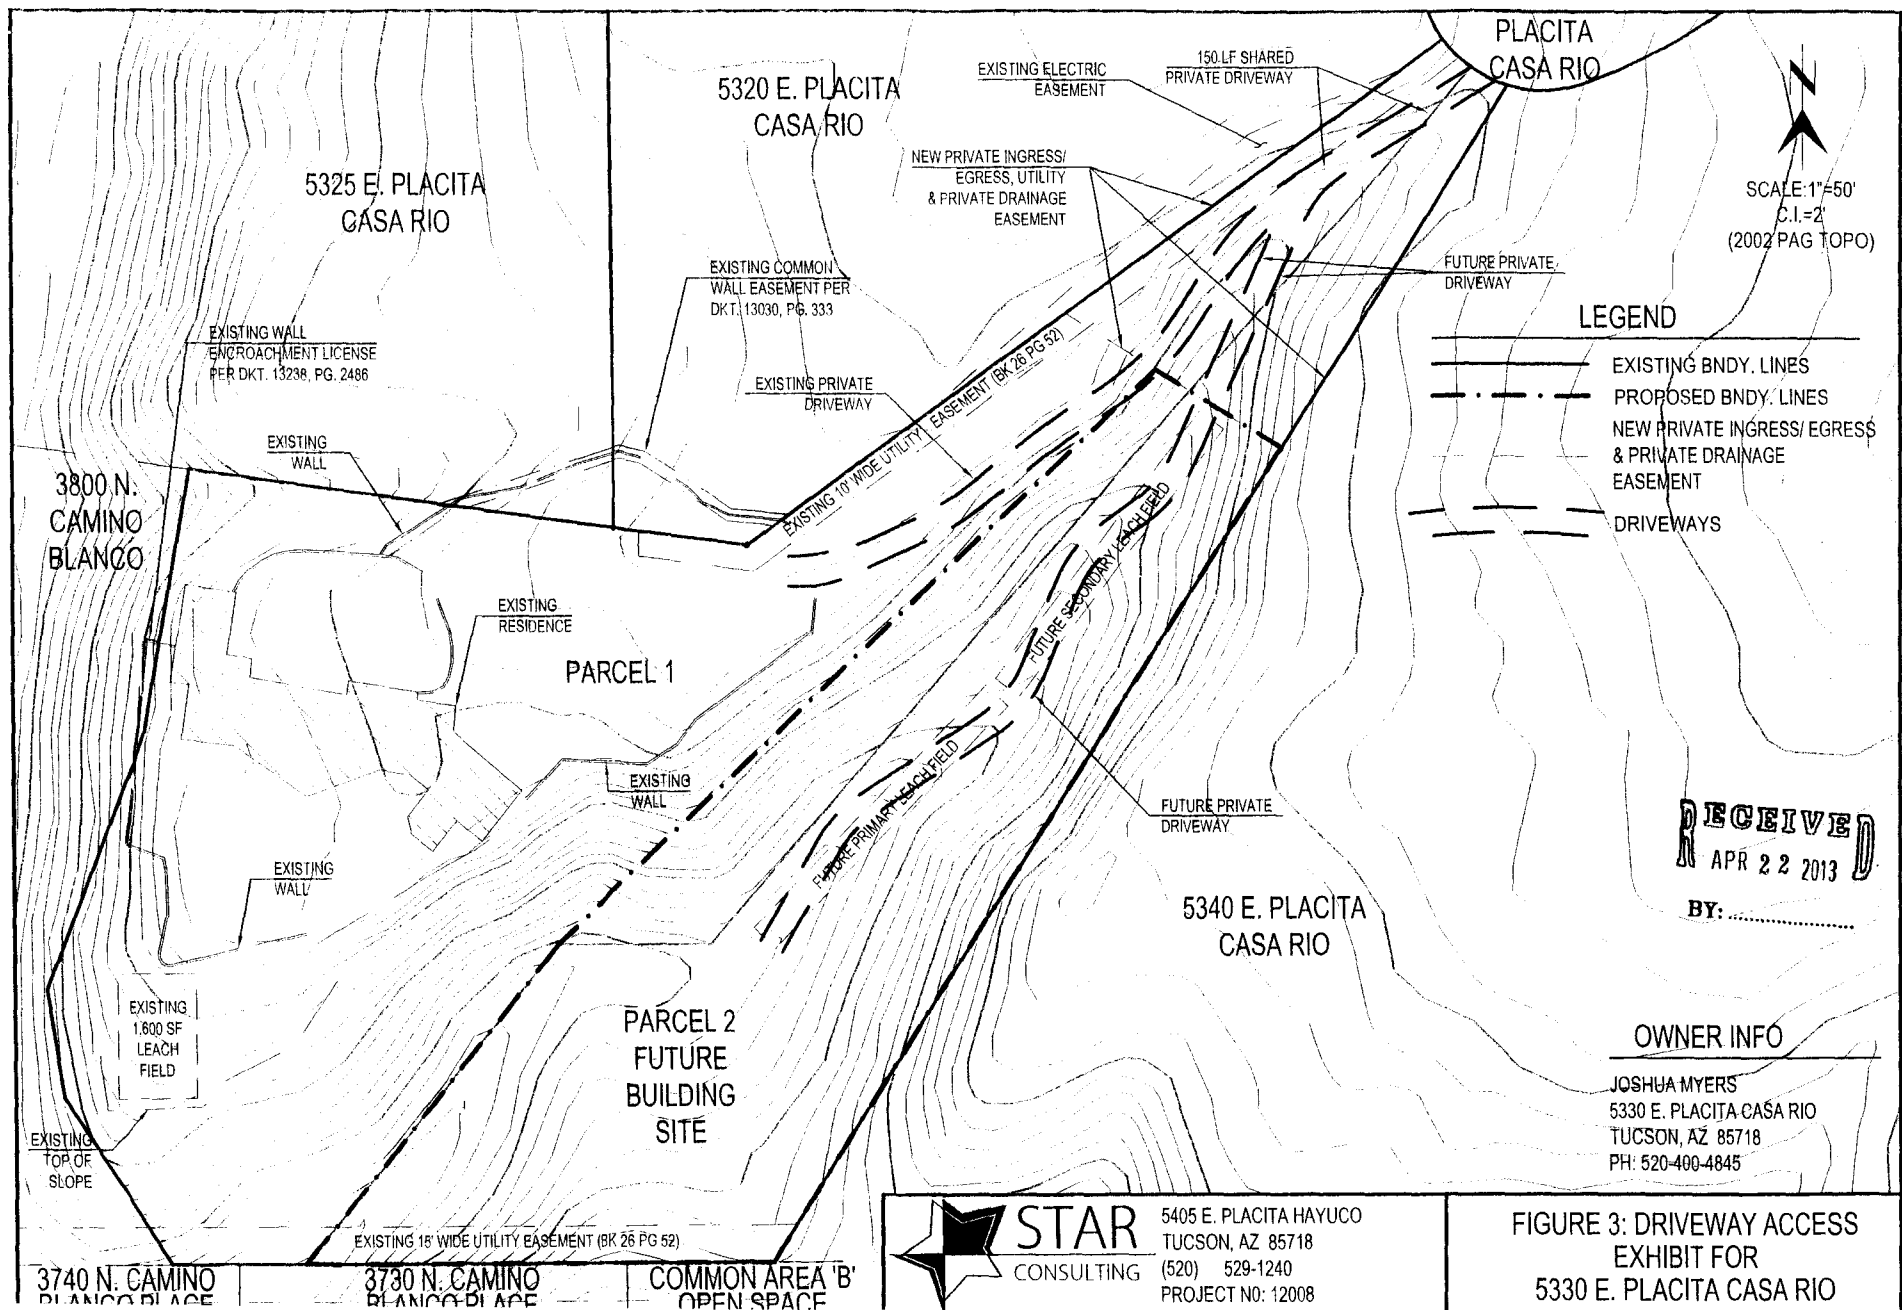 PLACITA
CASA RIO
N
SCALE:1"=50'
C.I.=2'
(2002 PAG TOPO)
5320 E. PLACITA
CASA RIO
EXISTING ELECTRIC
EASEMENT
150 LF SHARED
PRIVATE DRIVEWAY
5325 E. PLACITA
CASA RIO
NEW PRIVATE INGRESS/
EGRESS, UTILITY
& PRIVATE DRAINAGE
EASEMENT
EXISTING COMMON
WALL EASEMENT PER
DKT. 13030, PG. 333
FUTURE PRIVATE
DRIVEWAY
EXISTING WALL
ENCROACHMENT LICENSE
PER DKT. 13238, PG. 2486
EXISTING PRIVATE
DRIVEWAY
EXISTING 10' WIDE UTILITY EASEMENT (BK 26 PG 52)
LEGEND
EXISTING BNDY. LINES
PROPOSED BNDY. LINES
NEW PRIVATE INGRESS/ EGRESS
& PRIVATE DRAINAGE
EASEMENT
DRIVEWAYS
EXISTING
WALL
3800 N.
CAMINO
BLANCO
EXISTING
RESIDENCE
PARCEL 1
FUTURE SECONDARY LEACH FIELD
EXISTING
WALL
FUTURE PRIMARY LEACH FIELD
FUTURE PRIVATE
DRIVEWAY
EXISTING
WALL
RECEIVED
APR 22 2013
BY:
5340 E. PLACITA
CASA RIO
EXISTING
1,600 SF
LEACH
FIELD
PARCEL 2
FUTURE
BUILDING
SITE
EXISTING
TOP OF
SLOPE
OWNER INFO
JOSHUA MYERS
5330 E. PLACITA CASA RIO
TUCSON, AZ 85718
PH: 520-400-4845
EXISTING 16' WIDE UTILITY EASEMENT (BK 26 PG 52)
3740 N. CAMINO
BLANCO PLACE
3730 N. CAMINO
BLANCO PLACE
COMMON AREA 'B'
OPEN SPACE
STAR
CONSULTING
5405 E. PLACITA HAYUCO
TUCSON, AZ 85718
(520) 529-1240
PROJECT N0: 12008
FIGURE 3: DRIVEWAY ACCESS
EXHIBIT FOR
5330 E. PLACITA CASA RIO